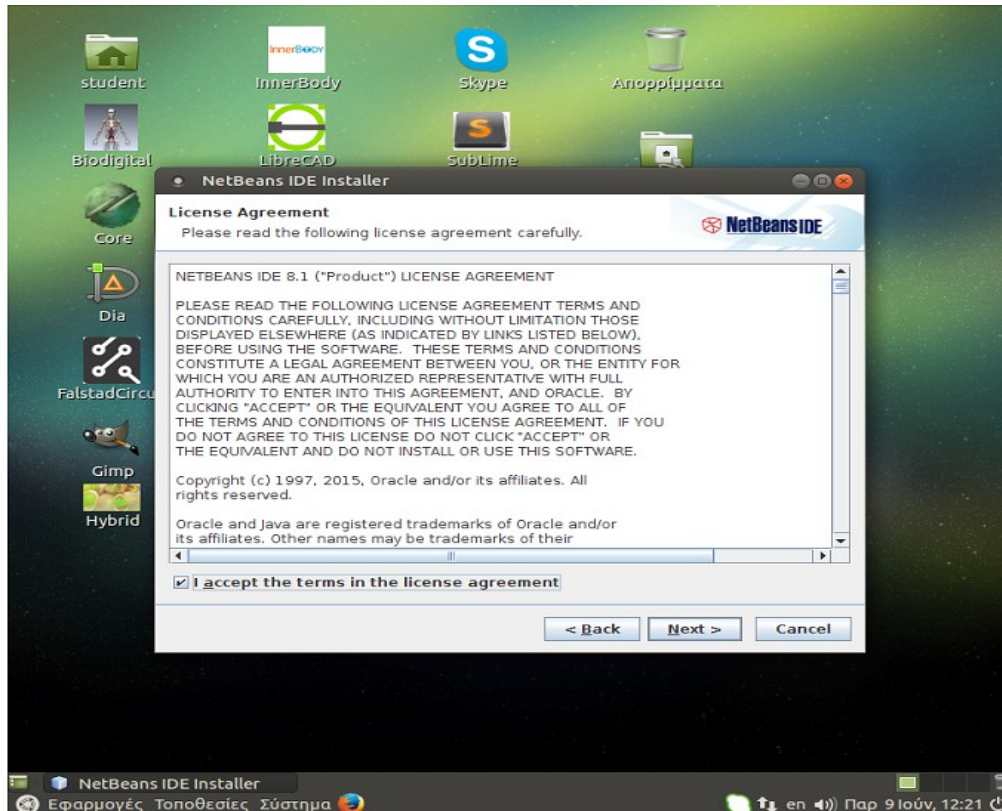 student
InnerBody
InnerBody
S
Skype
Απορρίμματα
Biodigital
LibreCAD
S
SubLime
Core
Dia
FalstadCircu
Gimp
Hybrid
NetBeans IDE Installer
License Agreement
Please read the following license agreement carefully.
NetBeans IDE
NETBEANS IDE 8.1 ("Product") LICENSE AGREEMENT
PLEASE READ THE FOLLOWING LICENSE AGREEMENT TERMS AND
CONDITIONS CAREFULLY, INCLUDING WITHOUT LIMITATION THOSE
DISPLAYED ELSEWHERE (AS INDICATED BY LINKS LISTED BELOW),
BEFORE USING THE SOFTWARE. THESE TERMS AND CONDITIONS
CONSTITUTE A LEGAL AGREEMENT BETWEEN YOU, OR THE ENTITY FOR
WHICH YOU ARE AN AUTHORIZED REPRESENTATIVE WITH FULL
AUTHORITY TO ENTER INTO THIS AGREEMENT, AND ORACLE. BY
CLICKING "ACCEPT" OR THE EQUIVALENT YOU AGREE TO ALL OF
THE TERMS AND CONDITIONS OF THIS LICENSE AGREEMENT. IF YOU
DO NOT AGREE TO THIS LICENSE DO NOT CLICK "ACCEPT" OR
THE EQUIVALENT AND DO NOT INSTALL OR USE THIS SOFTWARE.
Copyright (c) 1997, 2015, Oracle and/or its affiliates. All
rights reserved.
Oracle and Java are registered trademarks of Oracle and/or
its affiliates. Other names may be trademarks of their
I accept the terms in the license agreement
< Back
Next >
Cancel
NetBeans IDE Installer
Εφαρμογές Τοποθεσίες Σύστημα
en Παρ 9 Ιούν, 12:21